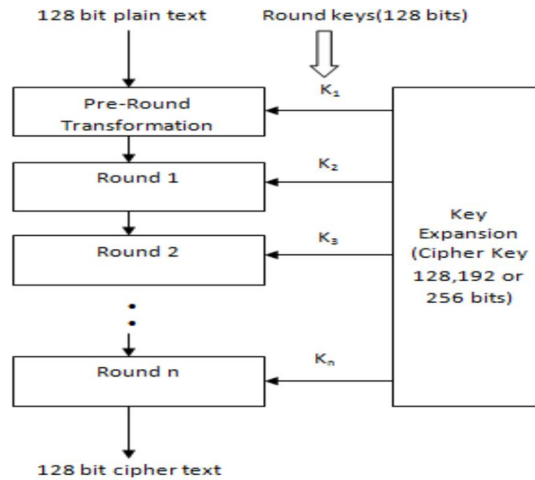 128 bit plain text
Round keys(128 bits)
Pre-Round
Transformation
K₁
Round 1
K₂
Round 2
K₃
Key
Expansion
(Cipher Key
128,192 or
256 bits)
Round n
Kₙ
128 bit cipher text